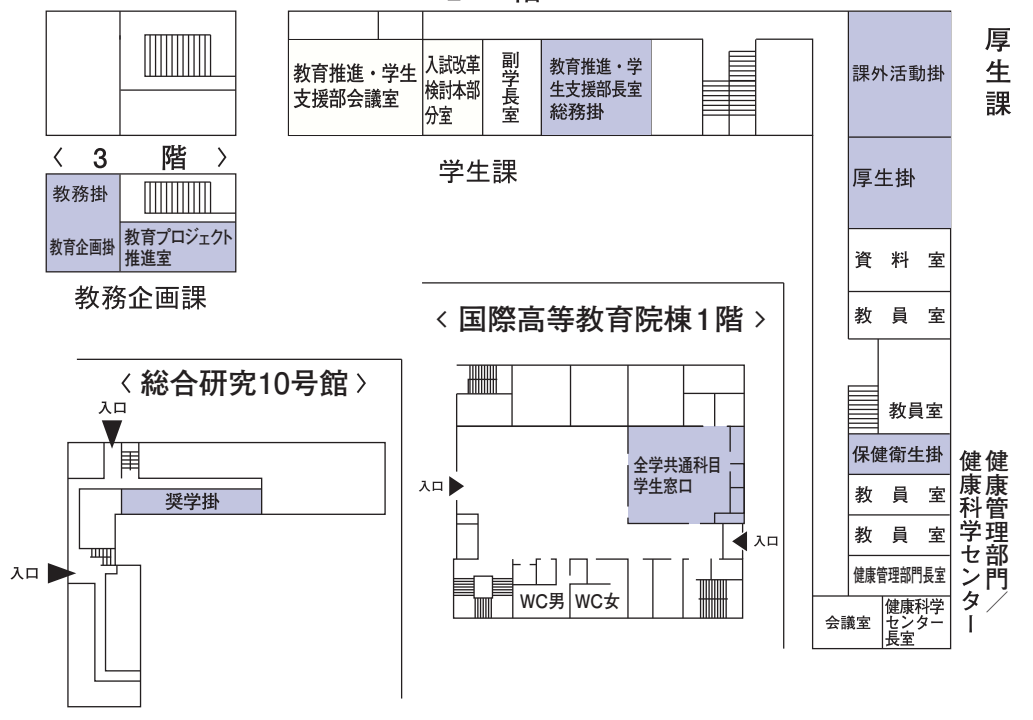 教育推進・学生
支援部会議室
入試改革
検討本部
分室
副学長室
教育推進・学
生支援部長室
総務掛
学生課
課外活動掛
厚生課
厚生掛
資料室
教員室
教員室
保健衛生掛
教員室
教員室
健康管理部門長室
会議室
健康科学
センター
長室
健康管理部門／
健康科学センター
〈 3 階 〉
教務掛
教育企画掛
教育プロジェクト
推進室
教務企画課
〈 国際高等教育院棟1階 〉
入口
全学共通科目
学生窓口
入口
WC男
WC女
〈 総合研究10号館 〉
入口
奨学掛
入口